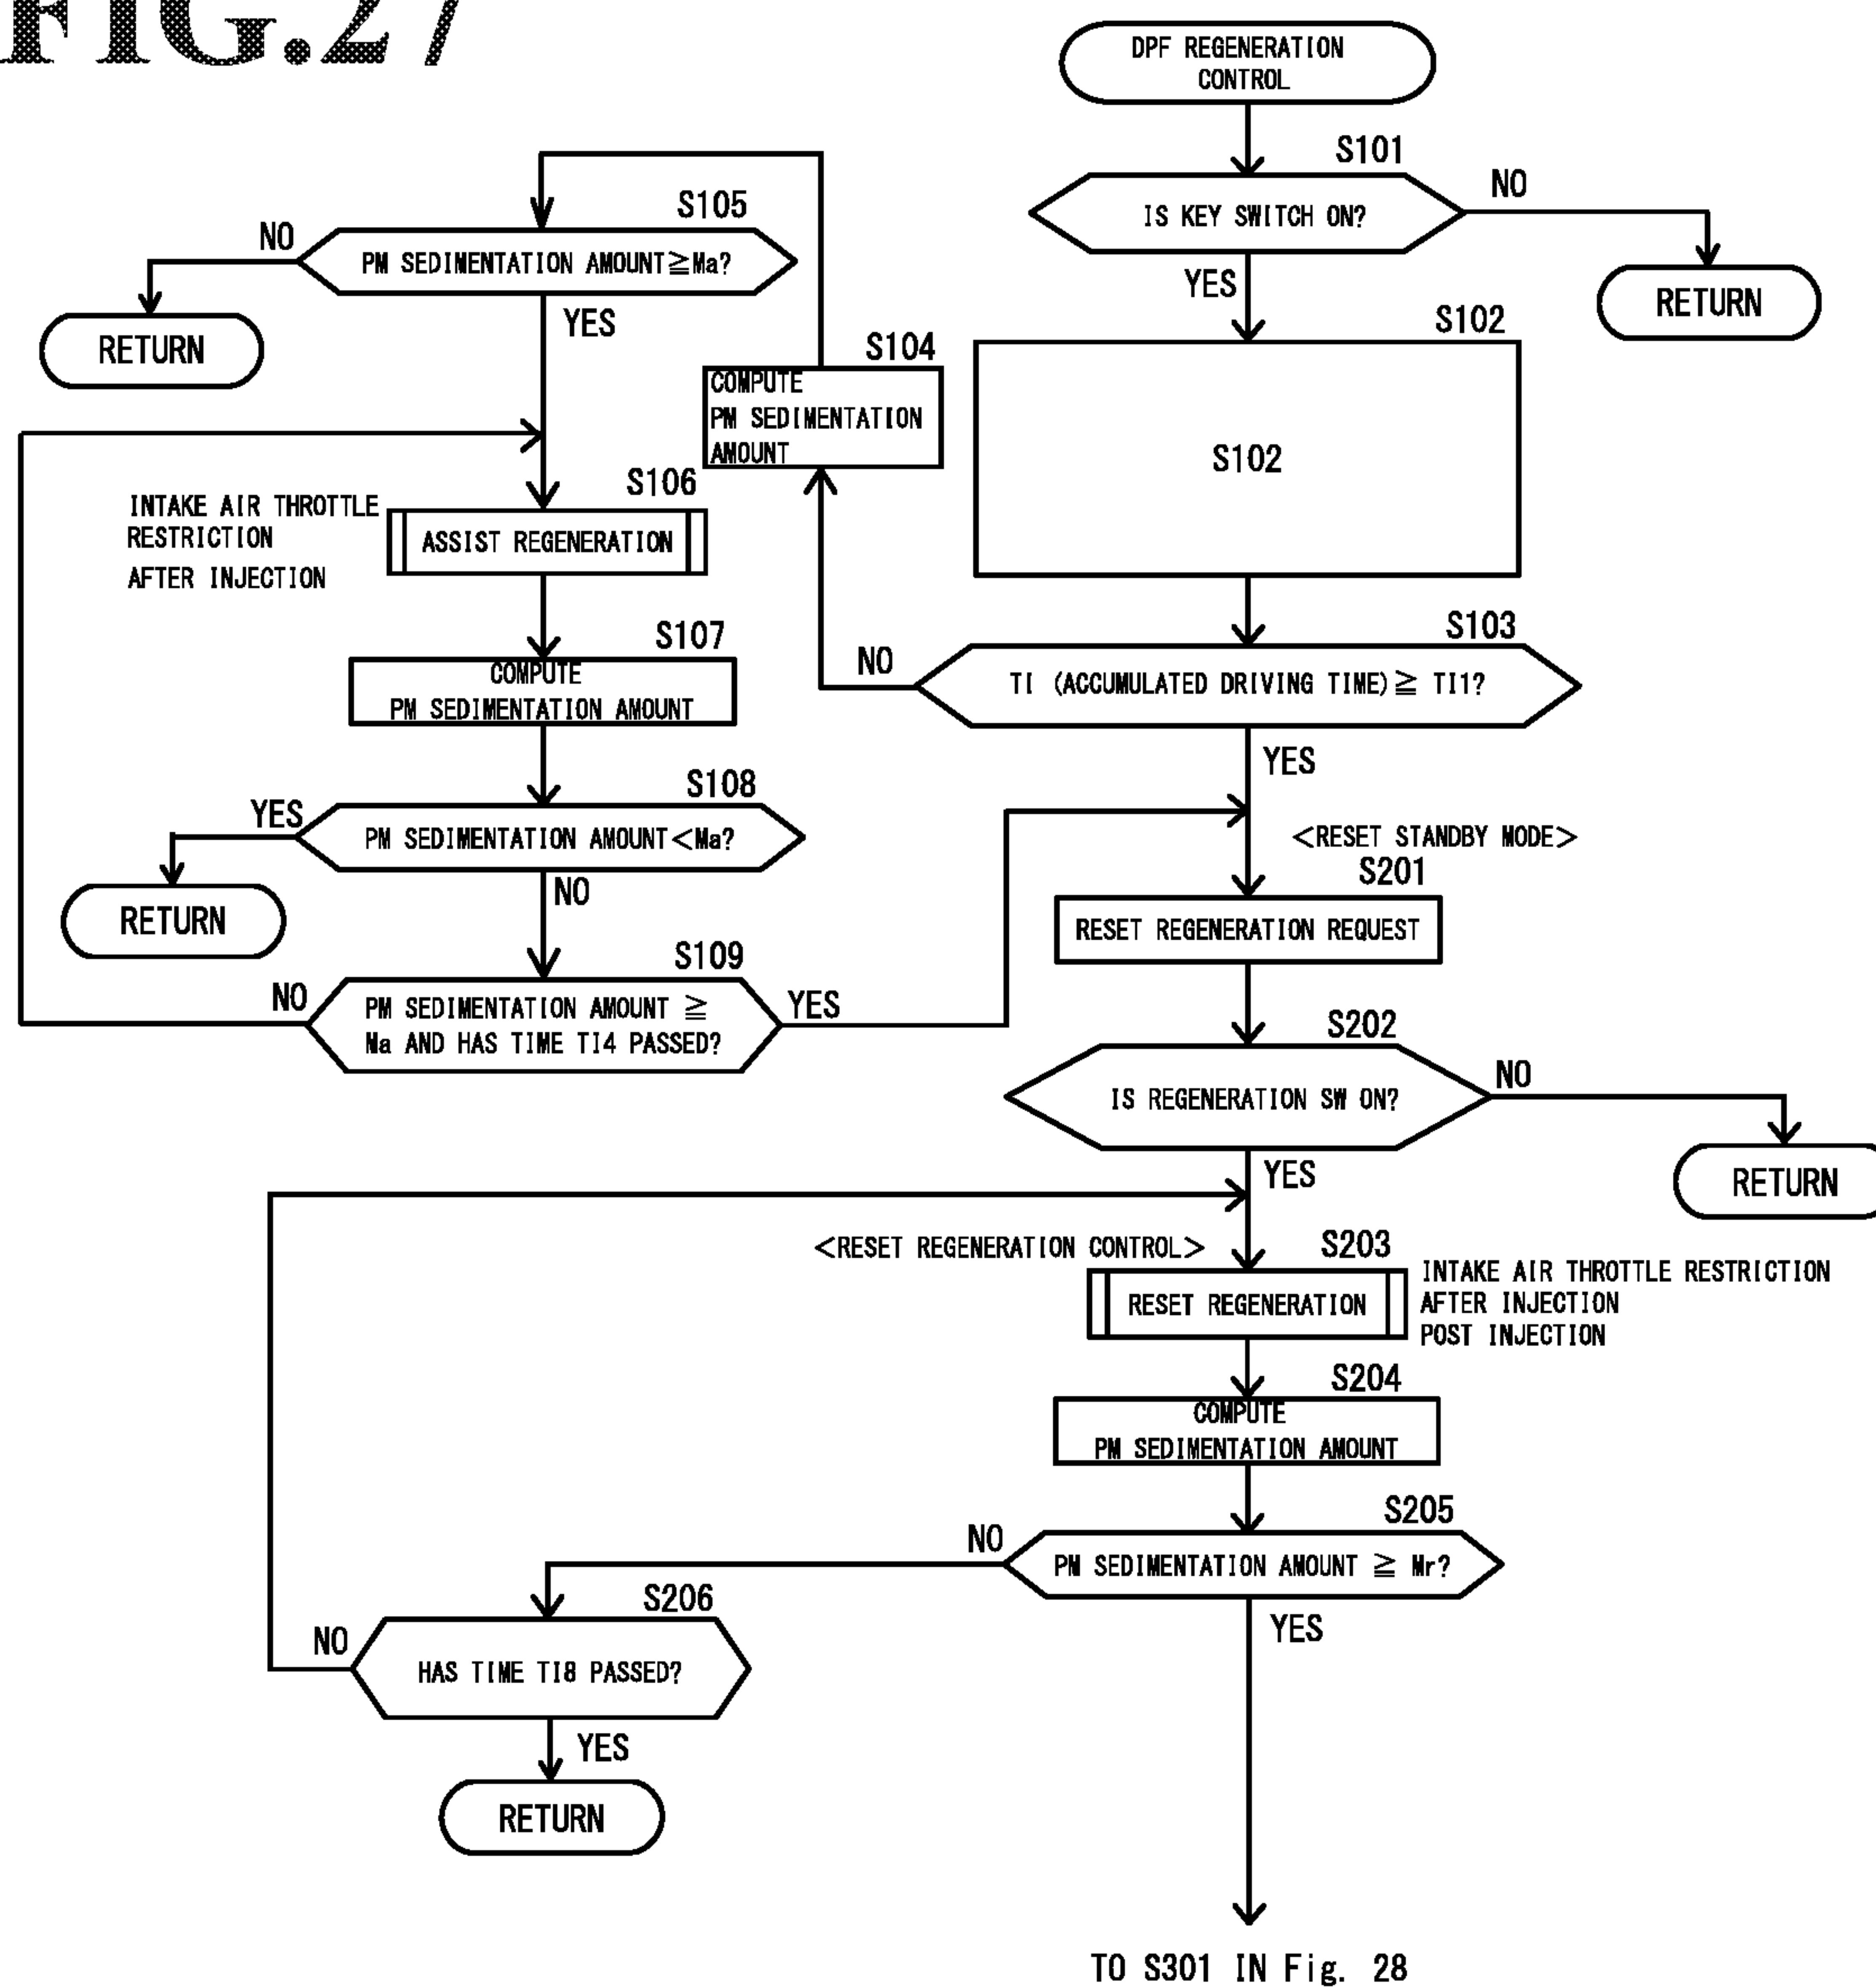 FIG.27
DPF REGENERATION
CONTROL
S101
IS KEY SWITCH ON?
NO
RETURN
YES
S102
S102
S103
TI (ACCUMULATED DRIVING TIME)≧ TI1?
NO
YES
S104
COMPUTE
PM SEDIMENTATION
AMOUNT
S105
PM SEDIMENTATION AMOUNT≧Ma?
NO
RETURN
YES
S106
INTAKE AIR THROTTLE
RESTRICTION
AFTER INJECTION
ASSIST REGENERATION
S107
COMPUTE
PM SEDIMENTATION AMOUNT
S108
PM SEDIMENTATION AMOUNT<Ma?
YES
RETURN
NO
S109
PM SEDIMENTATION AMOUNT ≧
Ma AND HAS TIME TI4 PASSED?
NO
YES
<RESET STANDBY MODE>
S201
RESET REGENERATION REQUEST
S202
IS REGENERATION SW ON?
NO
RETURN
YES
<RESET REGENERATION CONTROL>
S203
RESET REGENERATION
INTAKE AIR THROTTLE RESTRICTION
AFTER INJECTION
POST INJECTION
S204
COMPUTE
PM SEDIMENTATION AMOUNT
S205
PM SEDIMENTATION AMOUNT ≧ Mr?
NO
YES
S206
HAS TIME TI8 PASSED?
NO
YES
RETURN
TO S301 IN Fig. 28